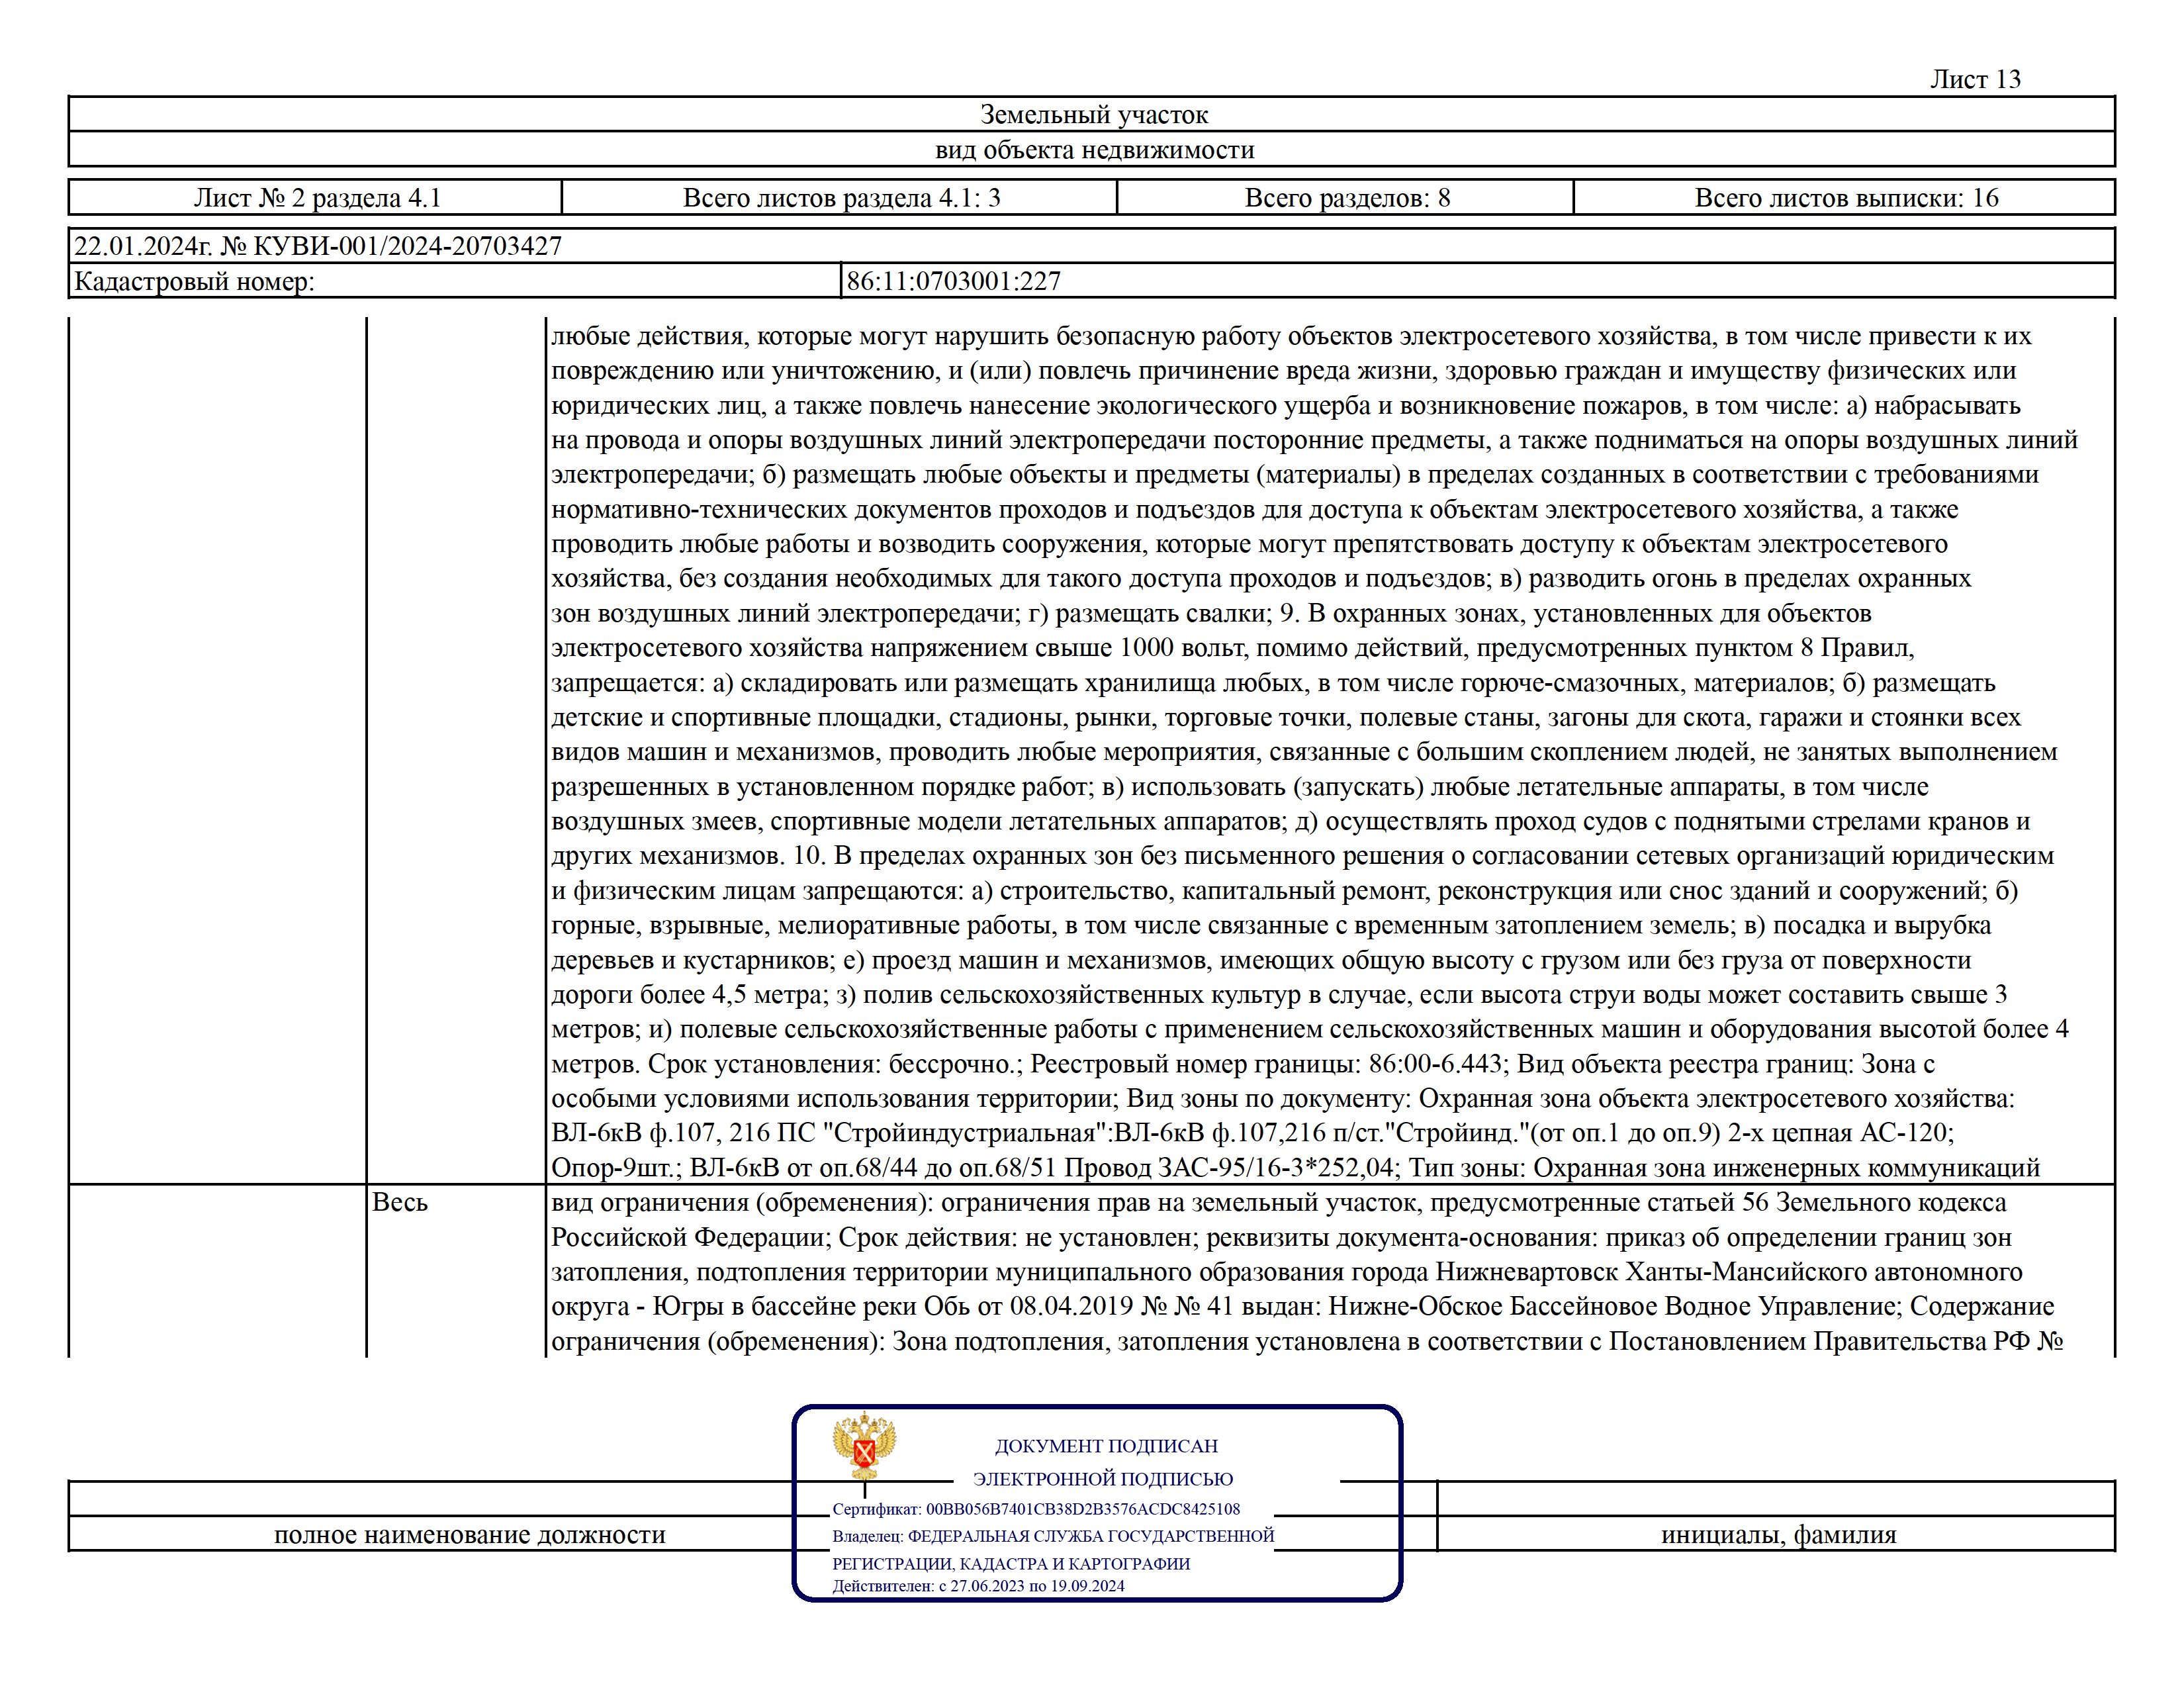 Лист 13
Земельный участок
вид объекта недвижимости
Лист № 2 раздела 4.1 Всего листов раздела 4.1: 3 Всего разделов: 8 Всего листов выписки: 16
22.01.2024г. № КУВИ-001/2024-20703427
Кадастровый номер: 86:11:0703001:227
любые действия, которые могут нарушить безопасную работу объектов электросетевого хозяйства, в том числе привести к их
повреждению или уничтожению, и (или) повлечь причинение вреда жизни, здоровью граждан и имуществу физических или
юридических лиц, а также повлечь нанесение экологического ущерба и возникновение пожаров, в том числе: а) набрасывать
на провода и опоры воздушных линий электропередачи посторонние предметы, а также подниматься на опоры воздушных линий
электропередачи; б) размещать любые объекты и предметы (материалы) в пределах созданных в соответствии с требованиями
нормативно-технических документов проходов и подъездов для доступа к объектам электросетевого хозяйства, а также
проводить любые работы и возводить сооружения, которые могут препятствовать доступу к объектам электросетевого
хозяйства, без создания необходимых для такого доступа проходов и подъездов; в) разводить огонь в пределах охранных
зон воздушных линий электропередачи; г) размещать свалки; 9. В охранных зонах, установленных для объектов
электросетевого хозяйства напряжением свыше 1000 вольт, помимо действий, предусмотренных пунктом 8 Правил,
запрещается: а) складировать или размещать хранилища любых, в том числе горюче-смазочных, материалов; б) размещать
детские и спортивные площадки, стадионы, рынки, торговые точки, полевые станы, загоны для скота, гаражи и стоянки всех
видов машин и механизмов, проводить любые мероприятия, связанные с большим скоплением людей, не занятых выполнением
разрешенных в установленном порядке работ; в) использовать (запускать) любые летательные аппараты, в том числе
воздушных змеев, спортивные модели летательных аппаратов; д) осуществлять проход судов с поднятыми стрелами кранов и
других механизмов. 10. В пределах охранных зон без письменного решения о согласовании сетевых организаций юридическим
и физическим лицам запрещаются: а) строительство, капитальный ремонт, реконструкция или снос зданий и сооружений; б)
горные, взрывные, мелиоративные работы, в том числе связанные с временным затоплением земель; в) посадка и вырубка
деревьев и кустарников; е) проезд машин и механизмов, имеющих общую высоту с грузом или без груза от поверхности
дороги более 4,5 метра; з) полив сельскохозяйственных культур в случае, если высота струи воды может составить свыше 3
метров; и) полевые сельскохозяйственные работы с применением сельскохозяйственных машин и оборудования высотой более 4
метров. Срок установления: бессрочно.; Реестровый номер границы: 86:00-6.443; Вид объекта реестра границ: Зона с
особыми условиями использования территории; Вид зоны по документу: Охранная зона объекта электросетевого хозяйства:
ВЛ-6кВ ф.107, 216 ПС "Стройиндустриальная":ВЛ-6кВ ф.107,216 п/ст."Стройинд."(от оп.1 до оп.9) 2-х цепная АС-120;
Опор-9шт.; ВЛ-6кВ от оп.68/44 до оп.68/51 Провод ЗАС-95/16-3*252,04; Тип зоны: Охранная зона инженерных коммуникаций
Весь вид ограничения (обременения): ограничения прав на земельный участок, предусмотренные статьей 56 Земельного кодекса
Российской Федерации; Срок действия: не установлен; реквизиты документа-основания: приказ об определении границ зон
затопления, подтопления территории муниципального образования города Нижневартовск Ханты-Мансийского автономного
округа - Югры в бассейне реки Обь от 08.04.2019 № № 41 выдан: Нижне-Обское Бассейновое Водное Управление; Содержание
ограничения (обременения): Зона подтопления, затопления установлена в соответствии с Постановлением Правительства РФ №
ДОКУМЕНТ ПОДПИСАН
ЭЛЕКТРОННОЙ ПОДПИСЬЮ
Сертификат: 00BB056B7401CB38D2B3576ACDC8425108
Владелец: ФЕДЕРАЛЬНАЯ СЛУЖБА ГОСУДАРСТВЕННОЙ
РЕГИСТРАЦИИ, КАДАСТРА И КАРТОГРАФИИ
Действителен: с 27.06.2023 по 19.09.2024
полное наименование должности инициалы, фамилия